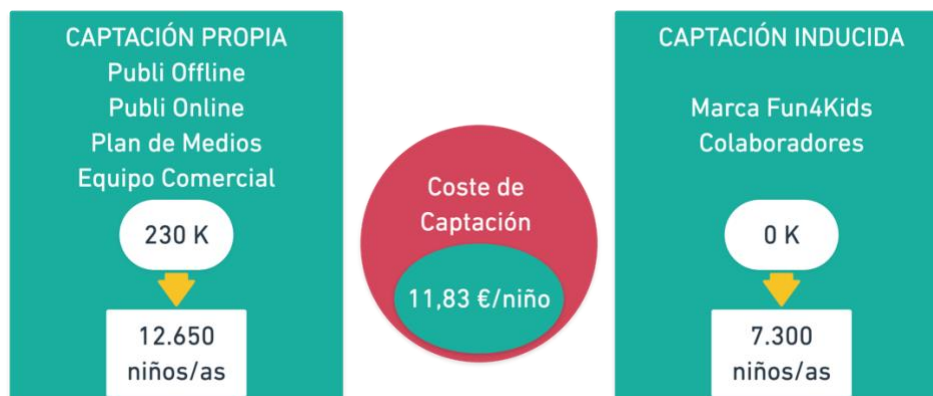 CAPTACIÓN PROPIA
Publi Offline
Publi Online
Plan de Medios
Equipo Comercial
230 K
12.650
niños/as
Coste de
Captación
11,83 €/niño
CAPTACIÓN INDUCIDA
Marca Fun4Kids
Colaboradores
0 K
7.300
niños/as